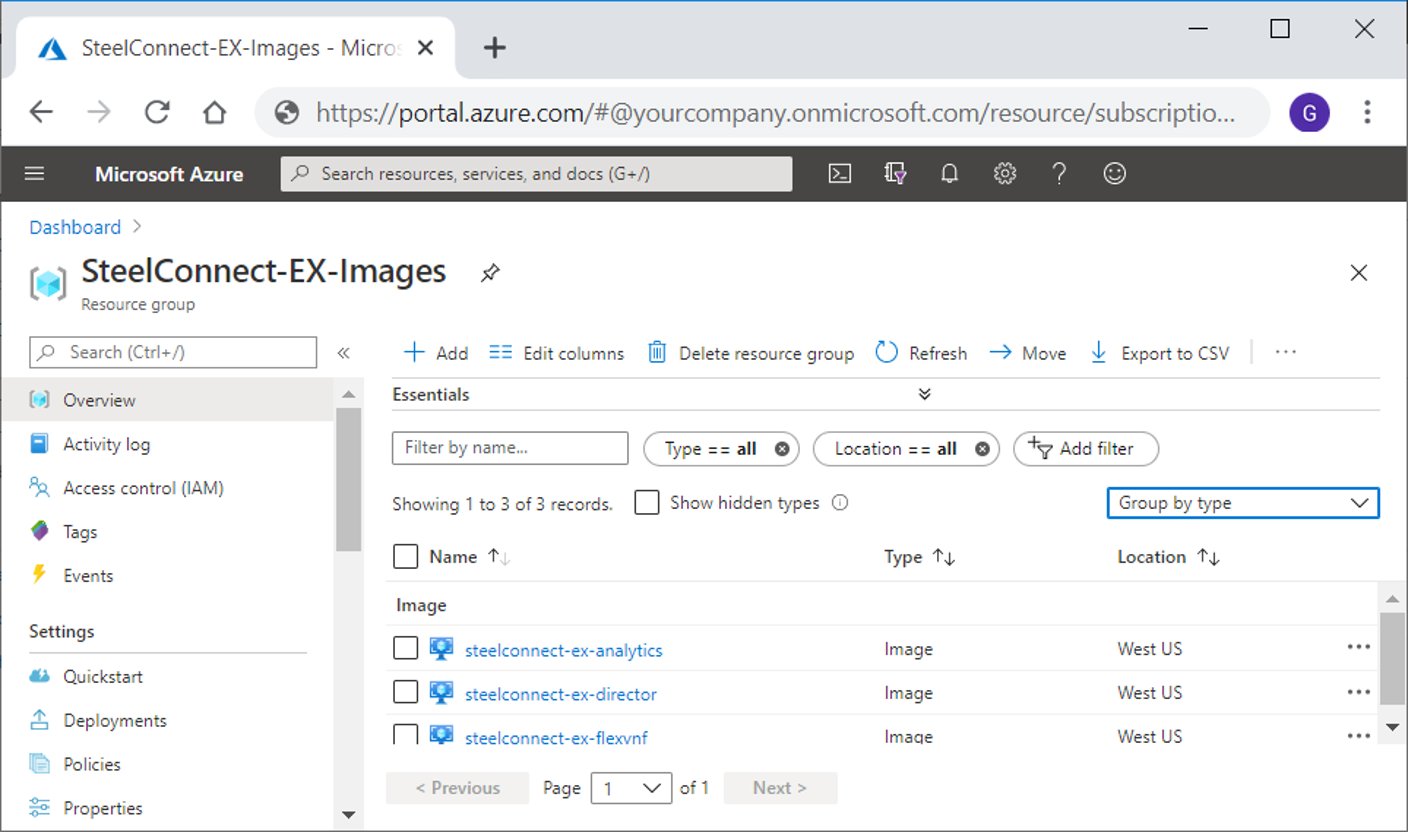 SteelConnect-EX-Images - Micros
https://portal.azure.com/#@yourcompany.onmicrosoft.com/resource/subscriptio...
G
Microsoft Azure
Search resources, services, and docs (G+/)
Dashboard
SteelConnect-EX-Images
Resource group
Search (Ctrl+/)
«
Add
Edit columns
Delete resource group
Refresh
Move
Export to CSV
Overview
Activity log
Access control (IAM)
Tags
Events
Settings
Quickstart
Deployments
Policies
Properties
Essentials
Filter by name...
Type == all
Location == all
Add filter
Showing 1 to 3 of 3 records.
Show hidden types
Group by type
Name Type Location
Image
steelconnect-ex-analytics Image West US
steelconnect-ex-director Image West US
steelconnect-ex-flexvnf Image West US
< Previous Page 1 of 1 Next >